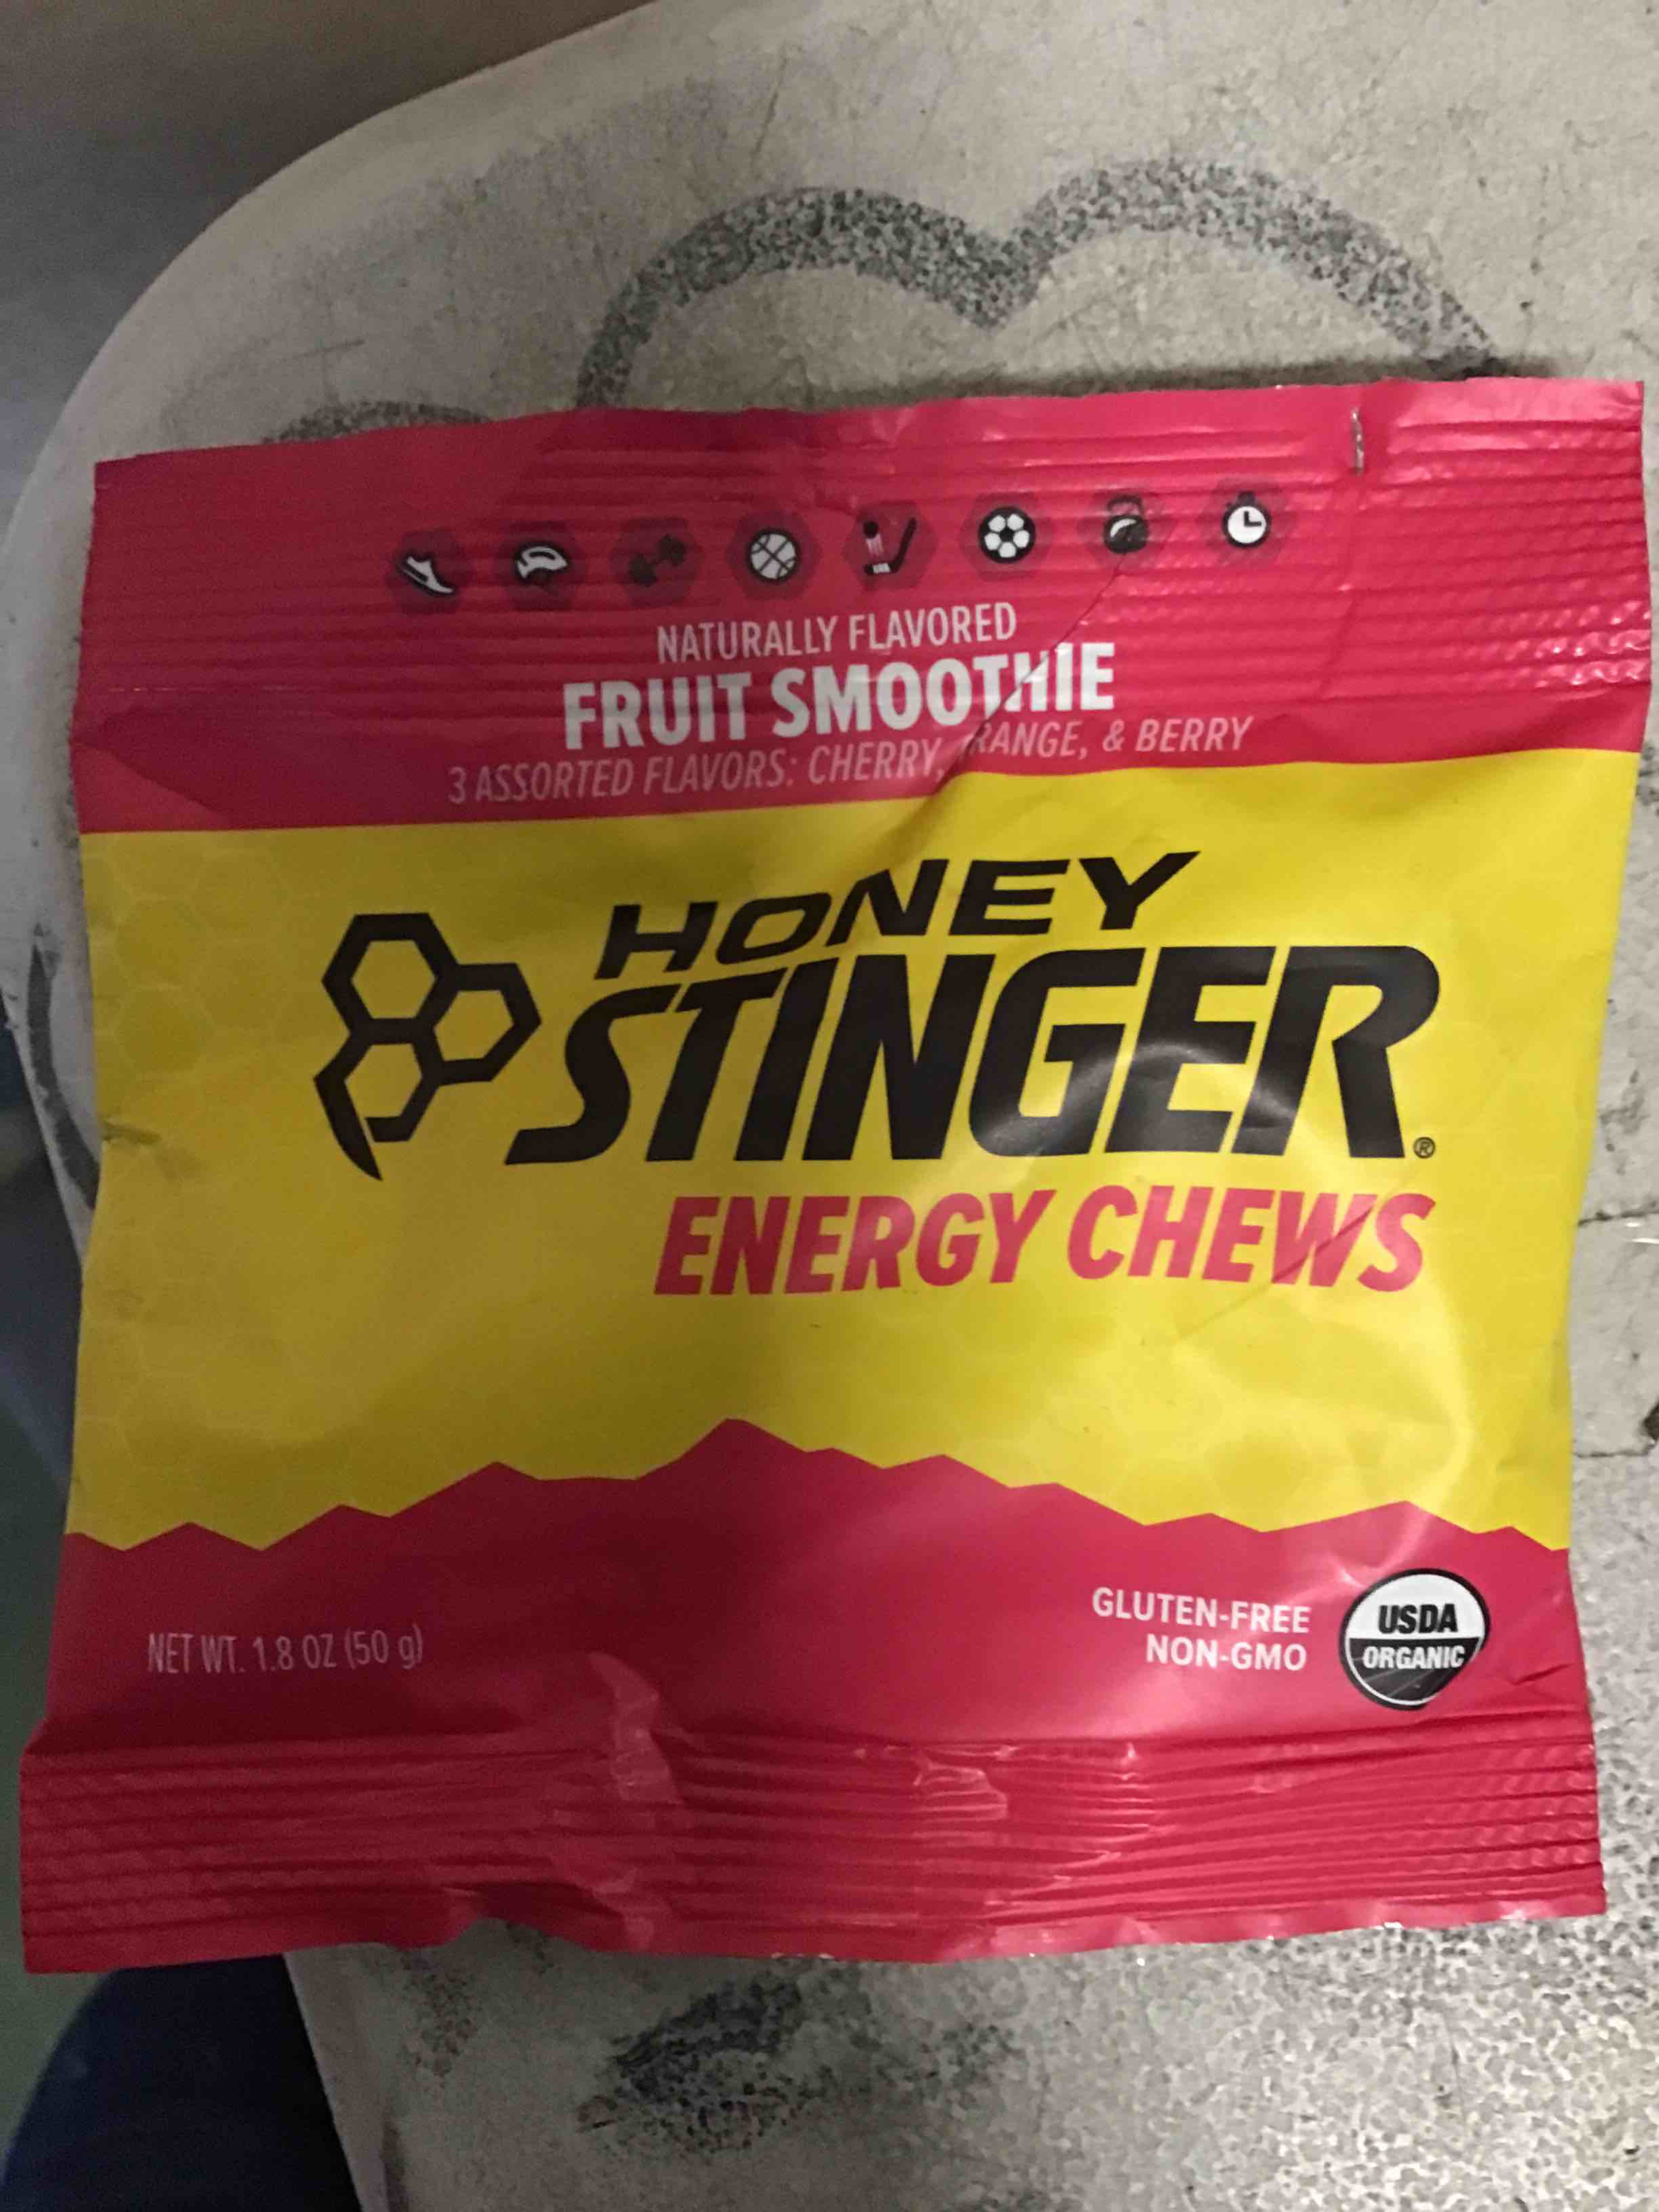 NATURALLY FLAVORED
FRUIT SMOOTHIE
3 ASSORTED FLAVORS: CHERRY, RANGE, & BERRY
HONEY
STINGER®
ENERGY CHEWS
GLUTEN-FREE
NON-GMO
USDA
ORGANIC
NET WT. 1.8 OZ (50 g)